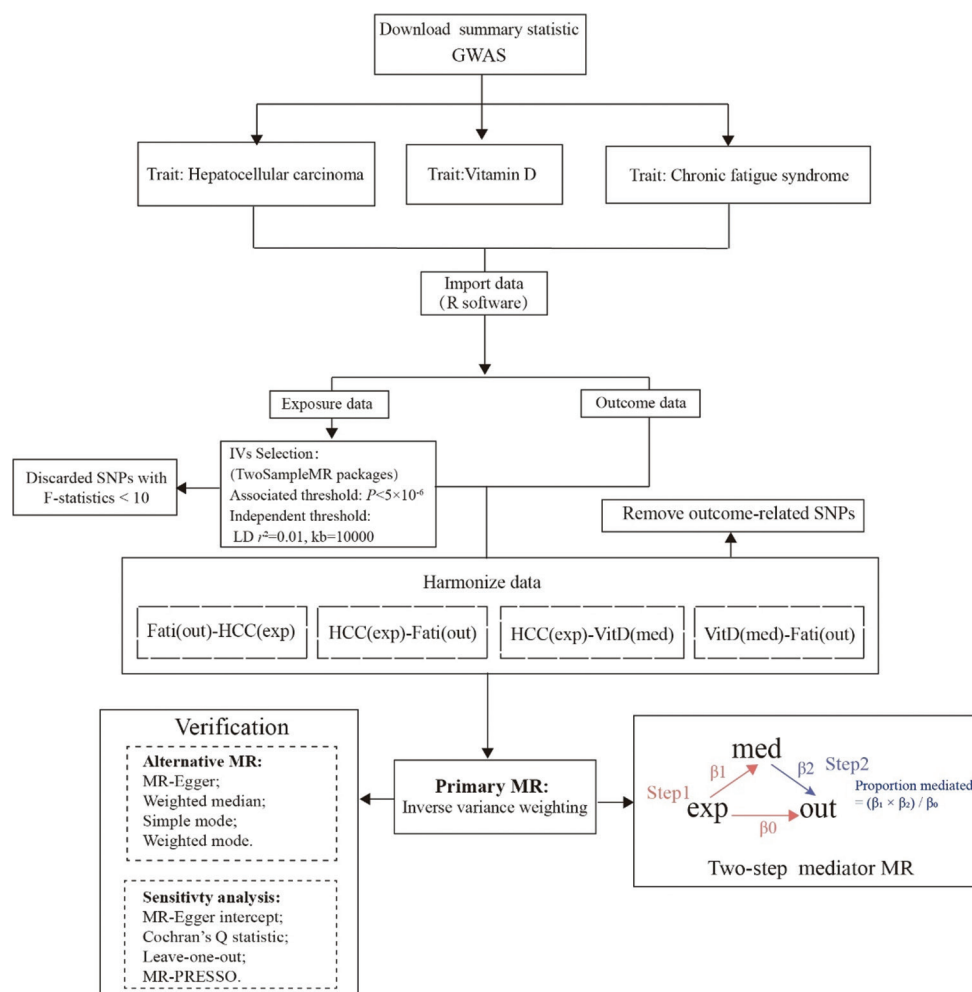 Download summary statistic
GWAS
Trait: Hepatocellular carcinoma
Trait:Vitamin D
Trait: Chronic fatigue syndrome
Import data
(R software)
Exposure data
Outcome data
IVs Selection:
(TwoSampleMR packages)
Associated threshold: P<5×10⁻⁶
Independent threshold:
LD r²=0.01, kb=10000
Discarded SNPs with
F-statistics < 10
Remove outcome-related SNPs
Harmonize data
Fati(out)-HCC(exp)
HCC(exp)-Fati(out)
HCC(exp)-VitD(med)
VitD(med)-Fati(out)
Verification
Alternative MR:
MR-Egger;
Weighted median;
Simple mode;
Weighted mode.
Sensitivty analysis:
MR-Egger intercept;
Cochran's Q statistic;
Leave-one-out;
MR-PRESSO.
Primary MR:
Inverse variance weighting
med
β1
β2
Step2
Step1
exp
out
β0
Proportion mediated
= (β₁ × β₂) / β₀
Two-step mediator MR